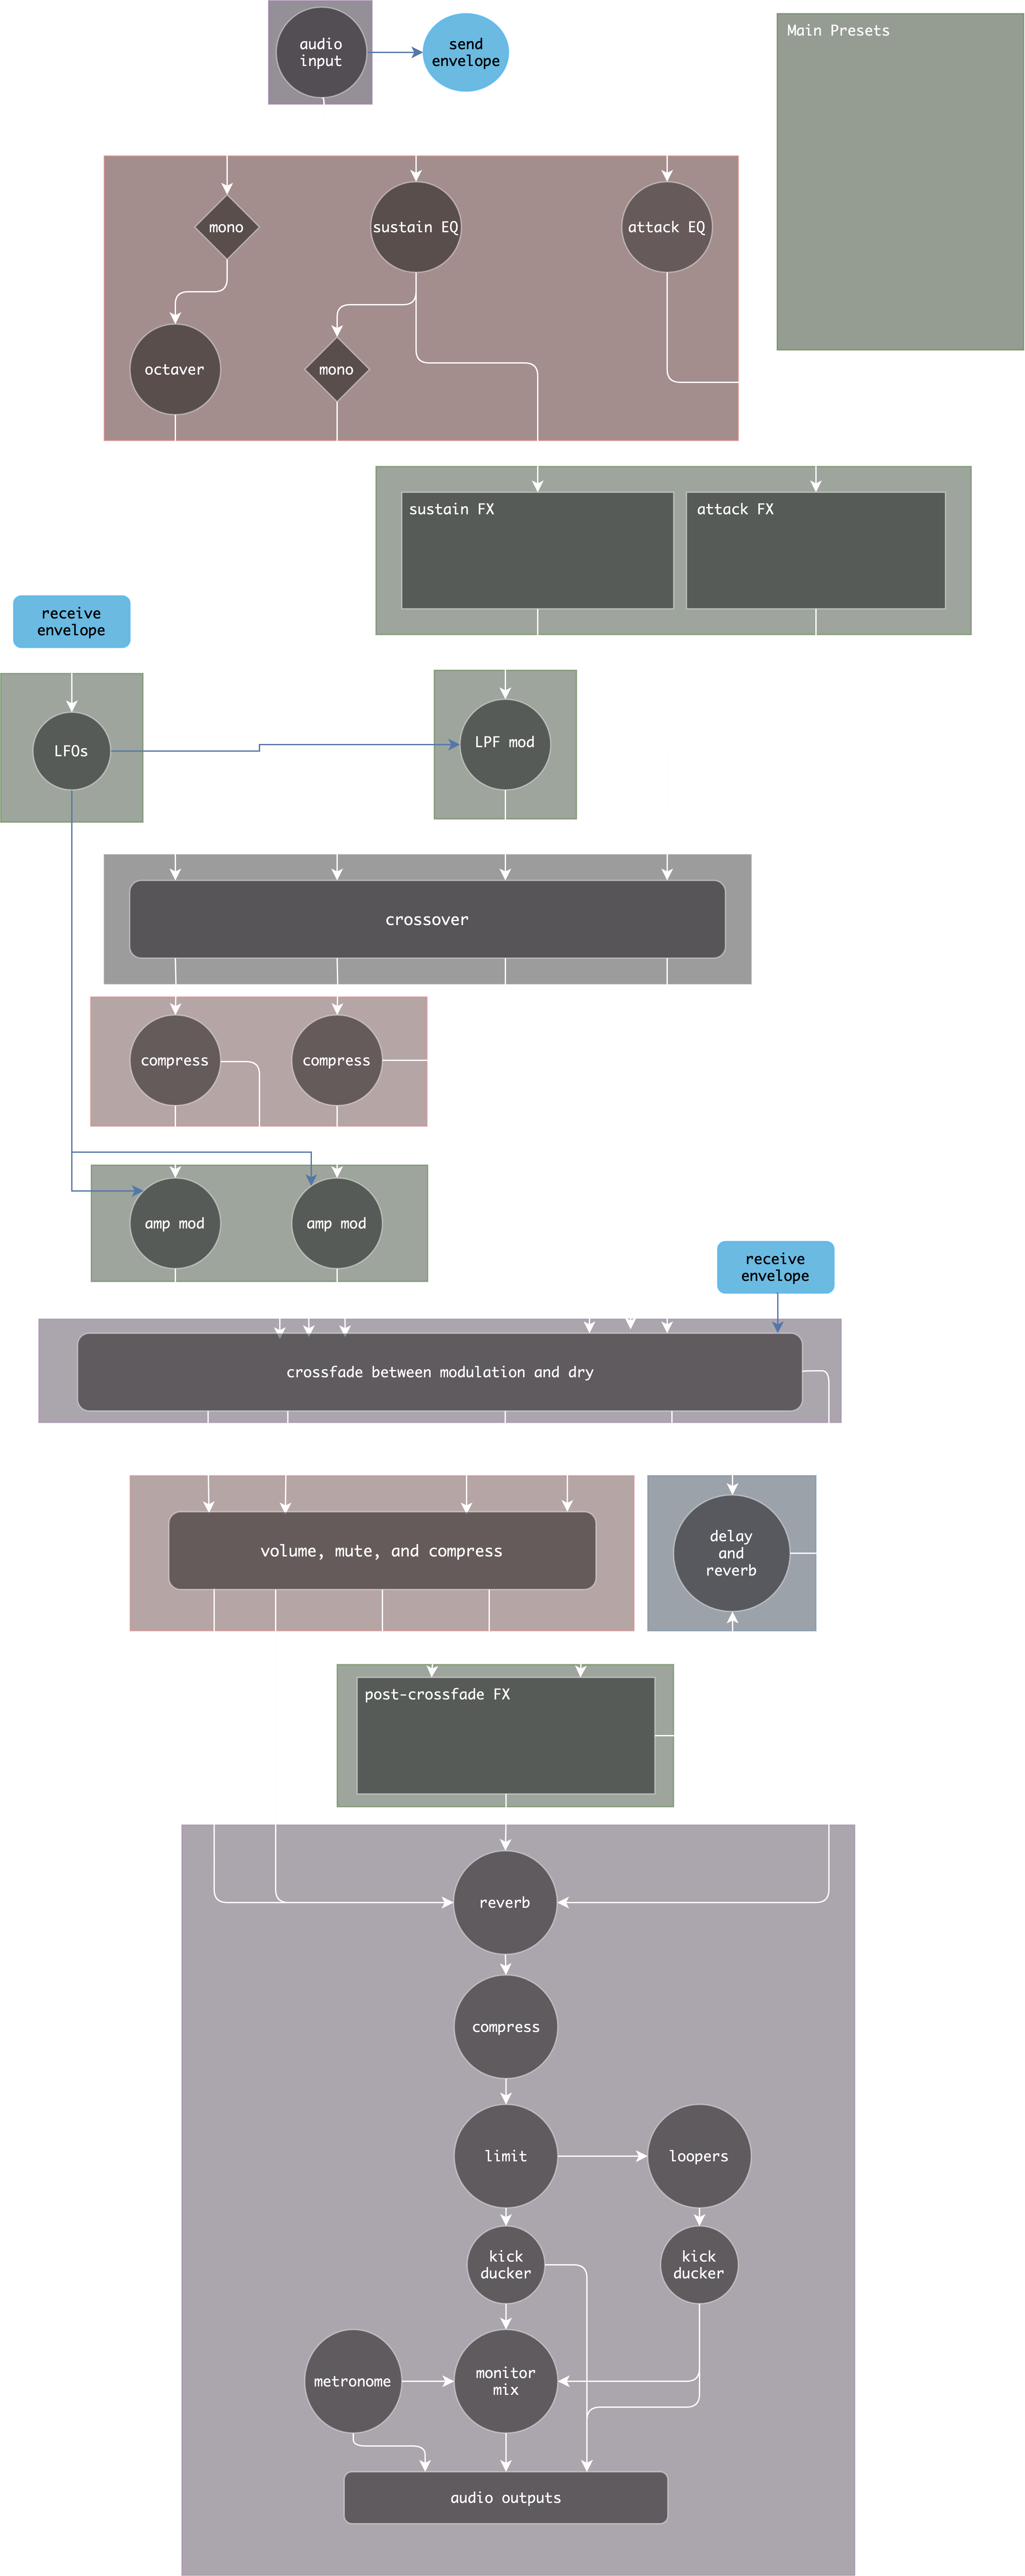 audio
input
send
envelope
Main Presets
mono
sustain EQ
attack EQ
octaver
mono
sustain FX
attack FX
receive
envelope
LFOs
LPF mod
crossover
compress
compress
amp mod
amp mod
receive
envelope
crossfade between modulation and dry
volume, mute, and compress
delay
and
reverb
post-crossfade FX
reverb
compress
limit
loopers
kick
ducker
kick
ducker
metronome
monitor
mix
audio outputs